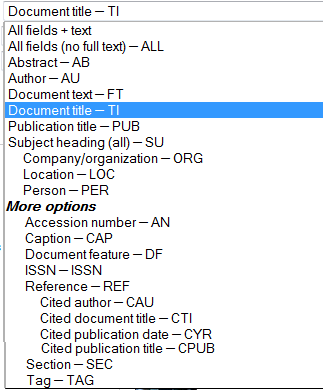 Document title — TI
All fields + text
All fields (no full text) — ALL
Abstract — AB
Author — AU
Document text — FT
Document title — TI
Publication title — PUB
Subject heading (all) — SU
Company/organization — ORG
Location — LOC
Person — PER
More options
Accession number — AN
Caption — CAP
Document feature — DF
ISSN — ISSN
Reference — REF
Cited author — CAU
Cited document title — CTI
Cited publication date — CYR
Cited publication title — CPUB
Section — SEC
Tag — TAG